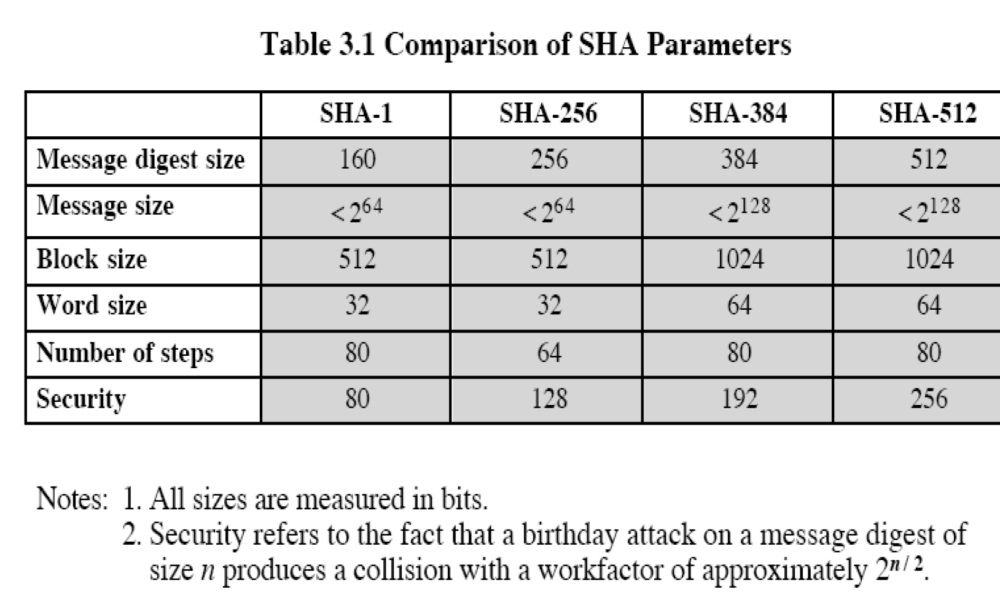 Table 3.1 Comparison of SHA Parameters
SHA-1 SHA-256 SHA-384 SHA-512
Message digest size 160 256 384 512
Message size <2^64 <2^64 <2^128 <2^128
Block size 512 512 1024 1024
Word size 32 32 64 64
Number of steps 80 64 80 80
Security 80 128 192 256
Notes: 1. All sizes are measured in bits.
2. Security refers to the fact that a birthday attack on a message digest of
size n produces a collision with a workfactor of approximately 2^n/2.